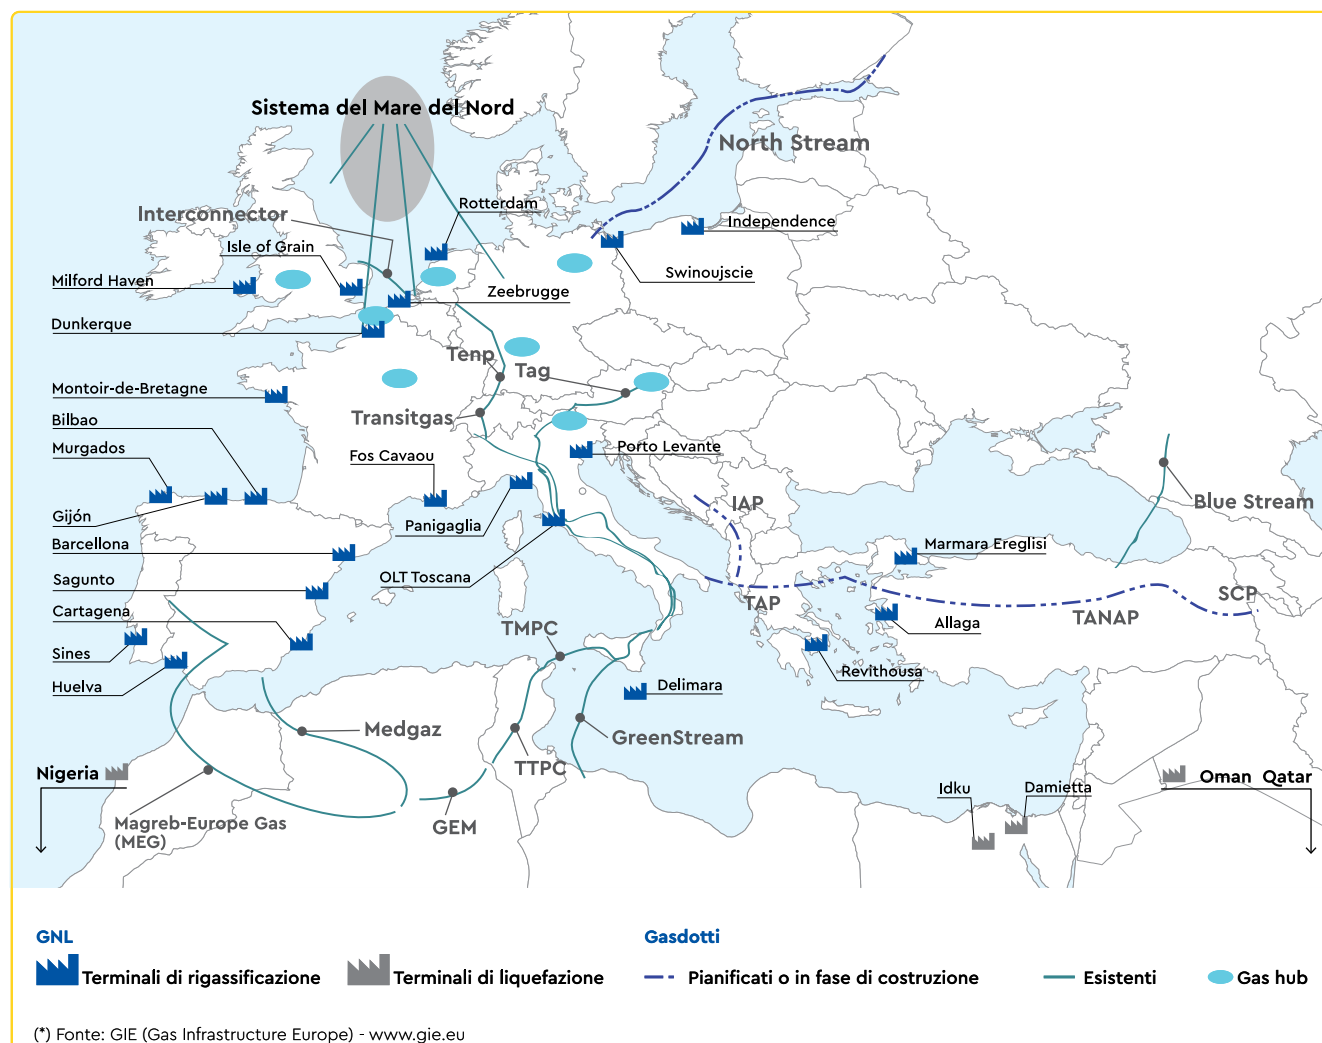 Sistema del Mare del Nord
North Stream
Rotterdam
Interconnector
Independence
Isle of Grain
Swinoujscie
Milford Haven
Zeebrugge
Dunkerque
Tenp
Tag
Montoir-de-Bretagne
Transitgas
Bilbao
Porto Levante
Murgados
Fos Cavaou
IAP
Blue Stream
Gijón
Panigaglia
Barcellona
Marmara Ereglisi
OLT Toscana
Sagunto
SCP
TAP
Cartagena
TANAP
Allaga
TMPC
Sines
Revithousa
Huelva
Delimara
Medgaz
GreenStream
TTPC
Nigeria
Oman Qatar
Idku
Damietta
Magreb-Europe Gas
(MEG)
GEM
GNL
Gasdotti
Terminali di rigassificazione
Terminali di liquefazione
Pianificati o in fase di costruzione
Esistenti
Gas hub
(*) Fonte: GIE (Gas Infrastructure Europe) - www.gie.eu